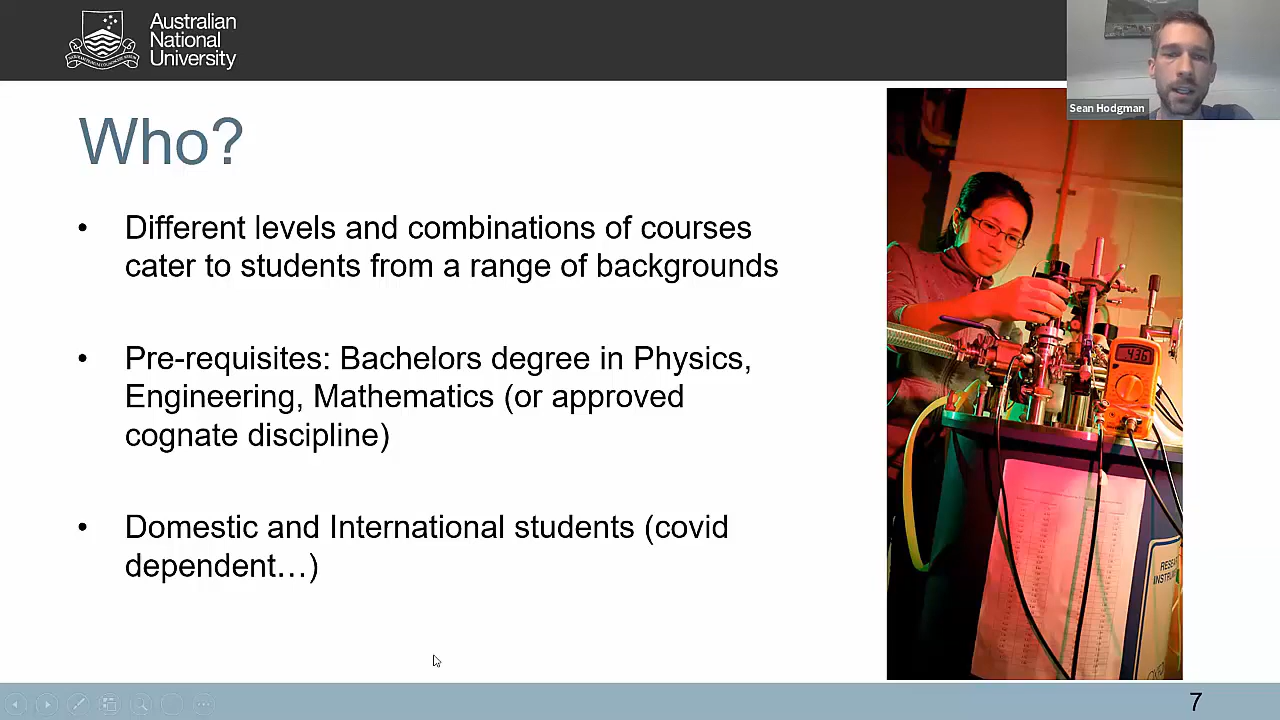 Australian
National
University
Sean Hodgman
Who?
• Different levels and combinations of courses
cater to students from a range of backgrounds
• Pre-requisites: Bachelors degree in Physics,
Engineering, Mathematics (or approved
cognate discipline)
• Domestic and International students (covid
dependent…)
436
7